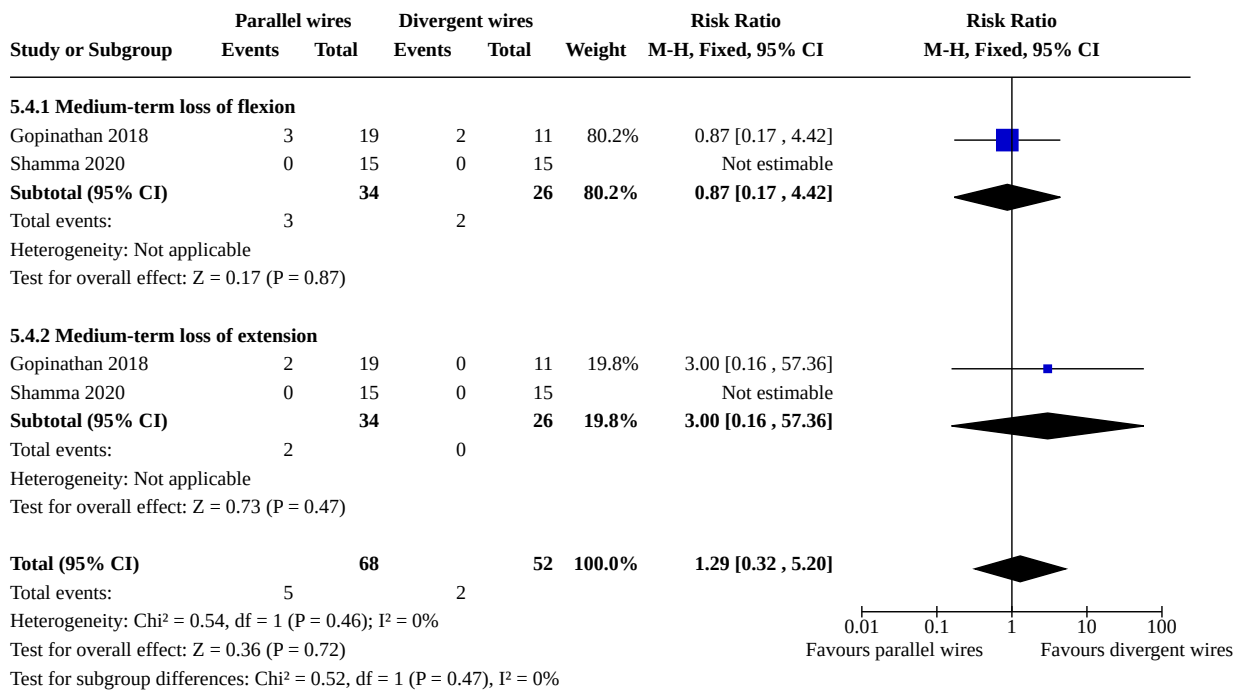 Parallel wires Divergent wires Risk Ratio Risk Ratio
Study or Subgroup Events Total Events Total Weight M-H, Fixed, 95% CI M-H, Fixed, 95% CI
5.4.1 Medium-term loss of flexion
Gopinathan 2018 3 19 2 11 80.2% 0.87 [0.17 , 4.42]
Shamma 2020 0 15 0 15 Not estimable
Subtotal (95% CI) 34 26 80.2% 0.87 [0.17 , 4.42]
Total events: 3 2
Heterogeneity: Not applicable
Test for overall effect: Z = 0.17 (P = 0.87)
5.4.2 Medium-term loss of extension
Gopinathan 2018 2 19 0 11 19.8% 3.00 [0.16 , 57.36]
Shamma 2020 0 15 0 15 Not estimable
Subtotal (95% CI) 34 26 19.8% 3.00 [0.16 , 57.36]
Total events: 2 0
Heterogeneity: Not applicable
Test for overall effect: Z = 0.73 (P = 0.47)
Total (95% CI) 68 52 100.0% 1.29 [0.32 , 5.20]
Total events: 5 2
Heterogeneity: Chi² = 0.54, df = 1 (P = 0.46); I² = 0%
0.01 0.1 1 10 100
Test for overall effect: Z = 0.36 (P = 0.72) Favours parallel wires Favours divergent wires
Test for subgroup differences: Chi² = 0.52, df = 1 (P = 0.47), I² = 0%